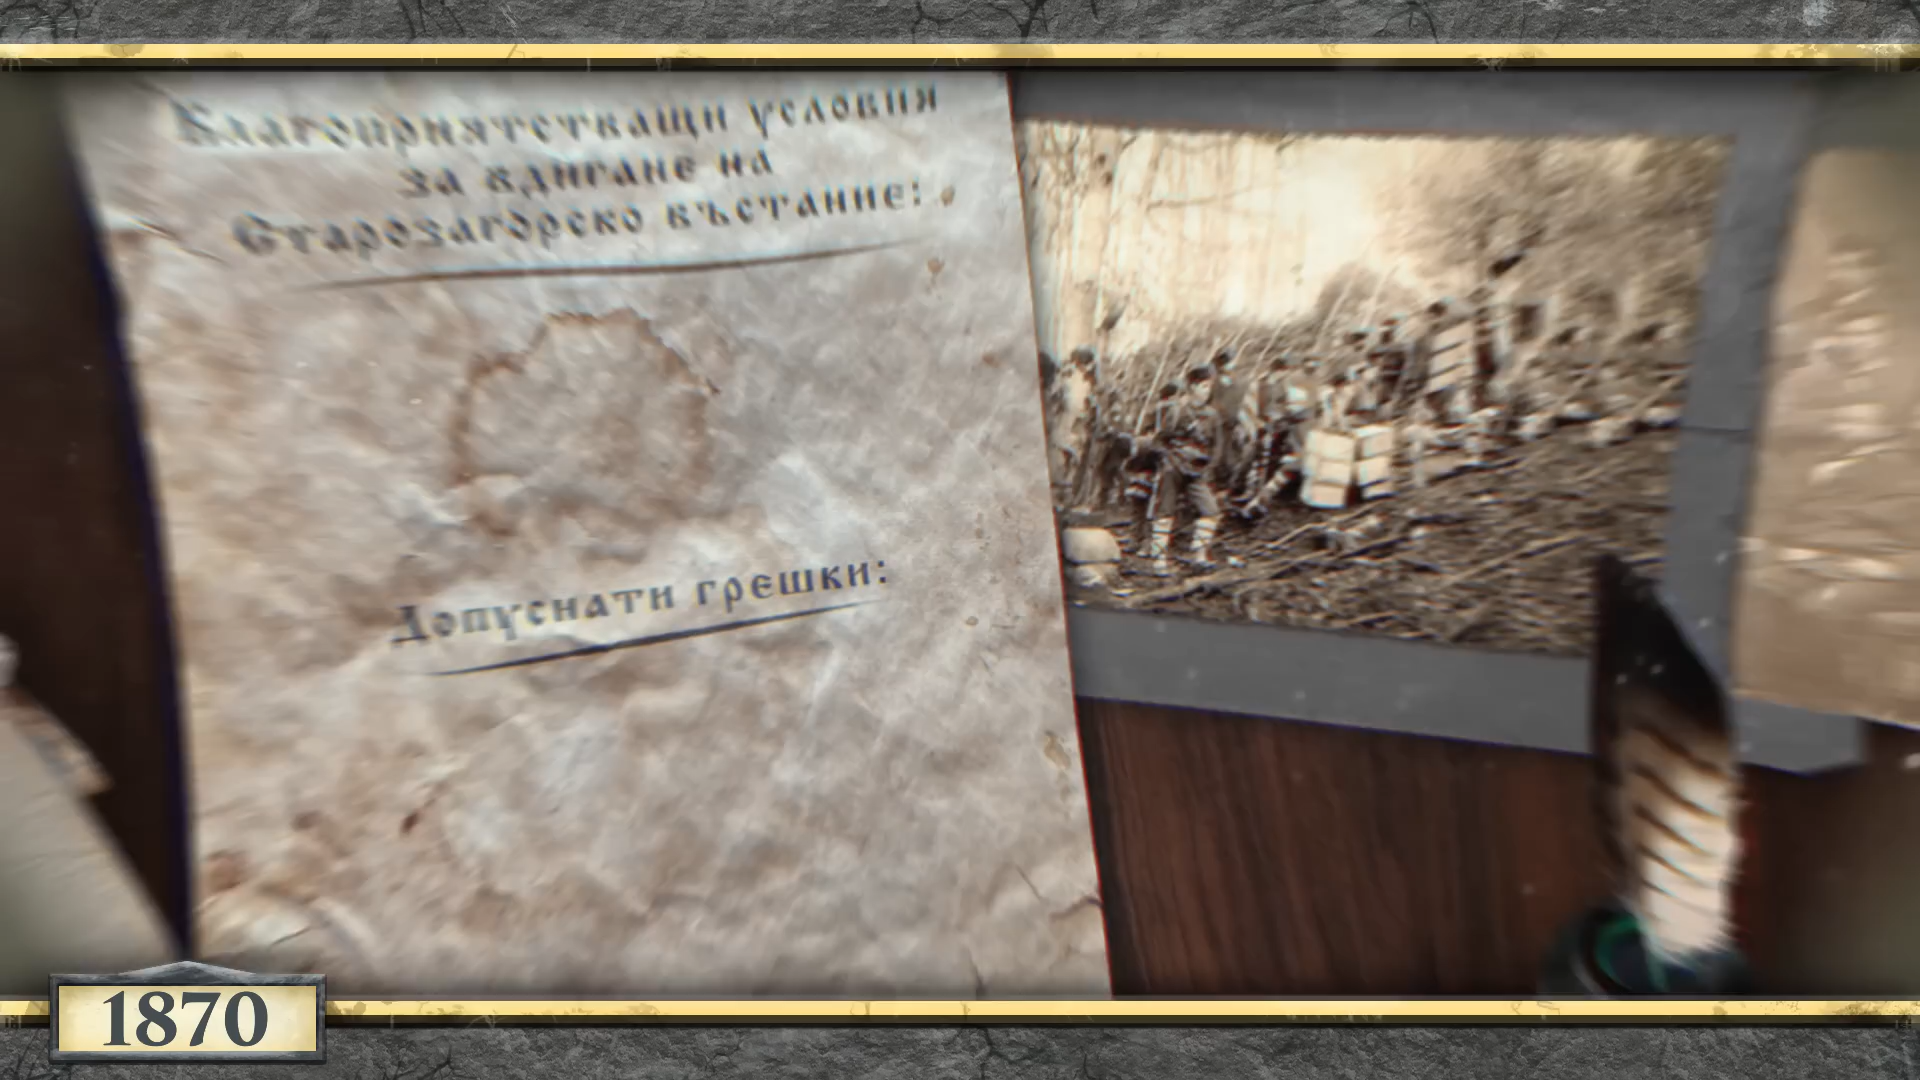 Благоприятстващи условия
за вдигане на
Старозагорско въстание:
Допуснати грешки:
1870